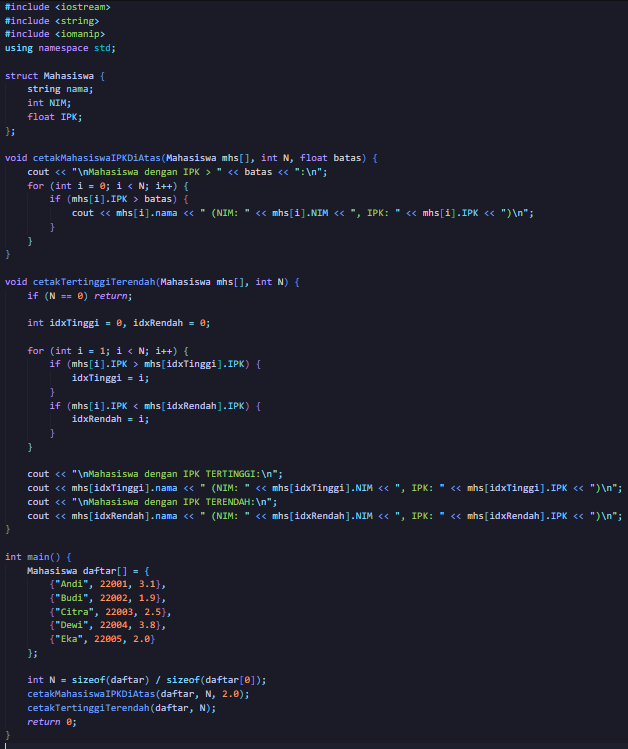 #include <iostream>
#include <string>
#include <iomanip>
using namespace std;

struct Mahasiswa {
    string nama;
    int NIM;
    float IPK;
};

void cetakMahasiswaIPKDiAtas(Mahasiswa mhs[], int N, float batas) {
    cout << "\nMahasiswa dengan IPK > " << batas << ":\n";
    for (int i = 0; i < N; i++) {
        if (mhs[i].IPK > batas) {
            cout << mhs[i].nama << " (NIM: " << mhs[i].NIM << ", IPK: " << mhs[i].IPK << ")\n";
        }
    }
}

void cetakTertinggiTerendah(Mahasiswa mhs[], int N) {
    if (N == 0) return;

    int idxTinggi = 0, idxRendah = 0;

    for (int i = 1; i < N; i++) {
        if (mhs[i].IPK > mhs[idxTinggi].IPK) {
            idxTinggi = i;
        }
        if (mhs[i].IPK < mhs[idxRendah].IPK) {
            idxRendah = i;
        }
    }

    cout << "\nMahasiswa dengan IPK TERTINGGI:\n";
    cout << mhs[idxTinggi].nama << " (NIM: " << mhs[idxTinggi].NIM << ", IPK: " << mhs[idxTinggi].IPK << ")\n";
    cout << "\nMahasiswa dengan IPK TERENDAH:\n";
    cout << mhs[idxRendah].nama << " (NIM: " << mhs[idxRendah].NIM << ", IPK: " << mhs[idxRendah].IPK << ")\n";
}

int main() {
    Mahasiswa daftar[] = {
        {"Andi", 22001, 3.1},
        {"Budi", 22002, 1.9},
        {"Citra", 22003, 2.5},
        {"Dewi", 22004, 3.8},
        {"Eka", 22005, 2.0}
    };

    int N = sizeof(daftar) / sizeof(daftar[0]);
    cetakMahasiswaIPKDiAtas(daftar, N, 2.0);
    cetakTertinggiTerendah(daftar, N);
    return 0;
}